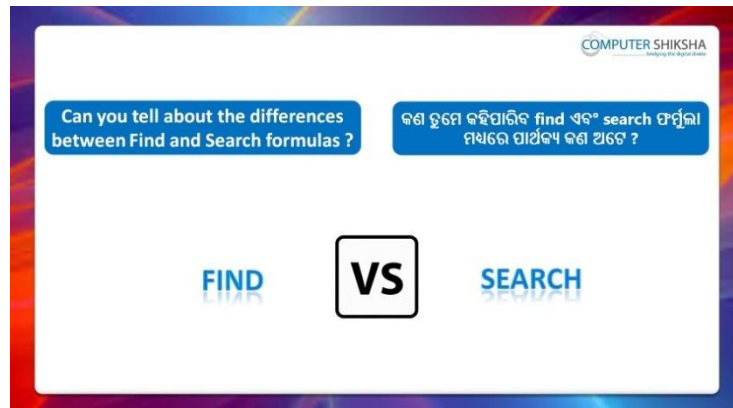 COMPUTER SHIKSHA
bridging the digital divide
Can you tell about the differences
between Find and Search formulas ?
କଣ ତୁମେ କହିପାରିବ find ଏବଂ search ଫର୍ମୁଲା
ମଧ୍ୟରେ ପାର୍ଥକ୍ୟ କଣ ଅଟେ ?
FIND
VS
SEARCH